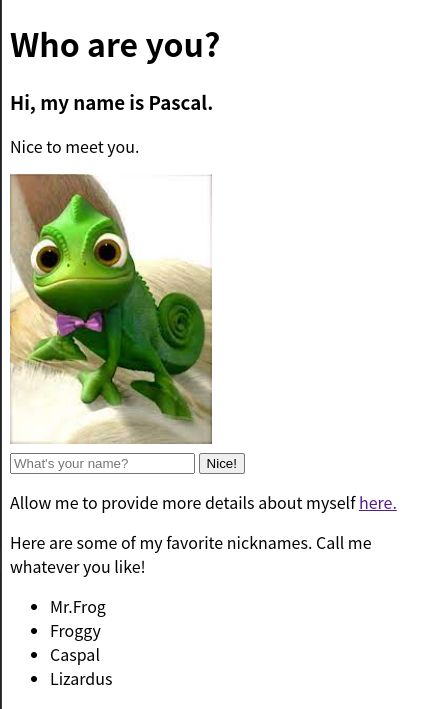 Who are you?
Hi, my name is Pascal.
Nice to meet you.
What's your name? Nice!
Allow me to provide more details about myself here.
Here are some of my favorite nicknames. Call me
whatever you like!
Mr.Frog
Froggy
Caspal
Lizardus